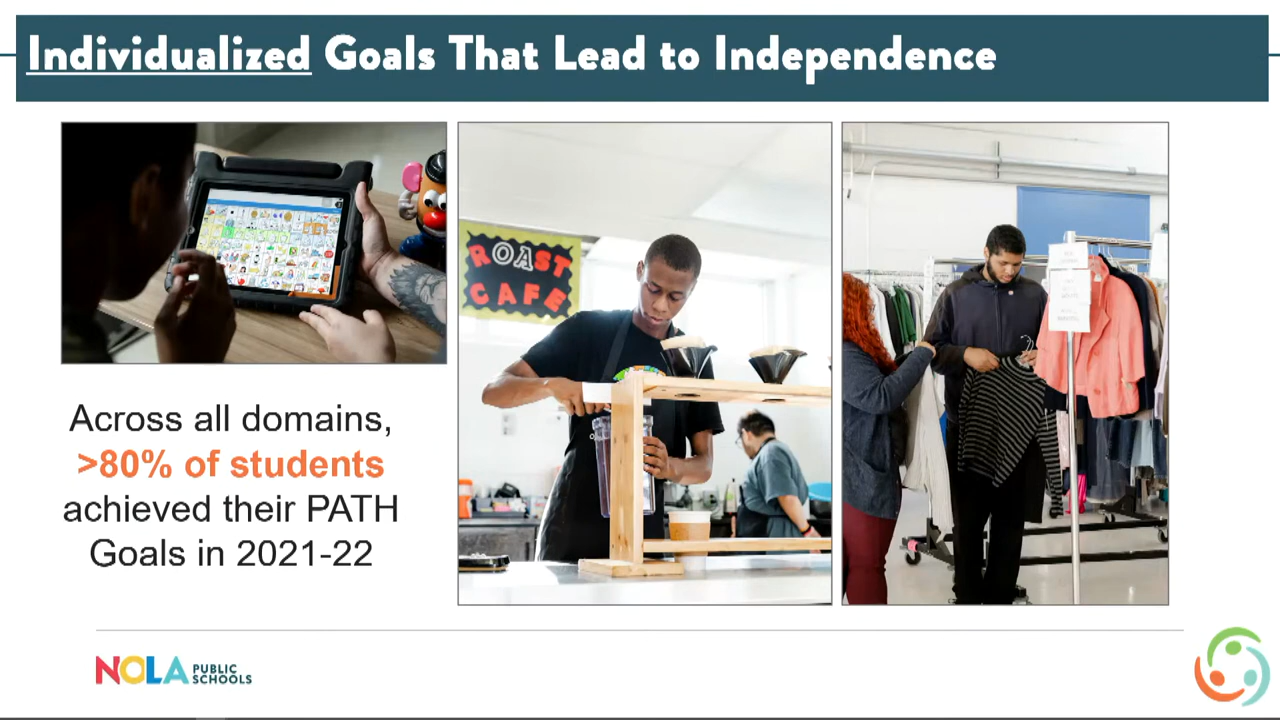 Individualized Goals That Lead to Independence
ROAST
CAFE
Across all domains,
>80% of students
achieved their PATH
Goals in 2021-22
NOLA PUBLIC
SCHOOLS